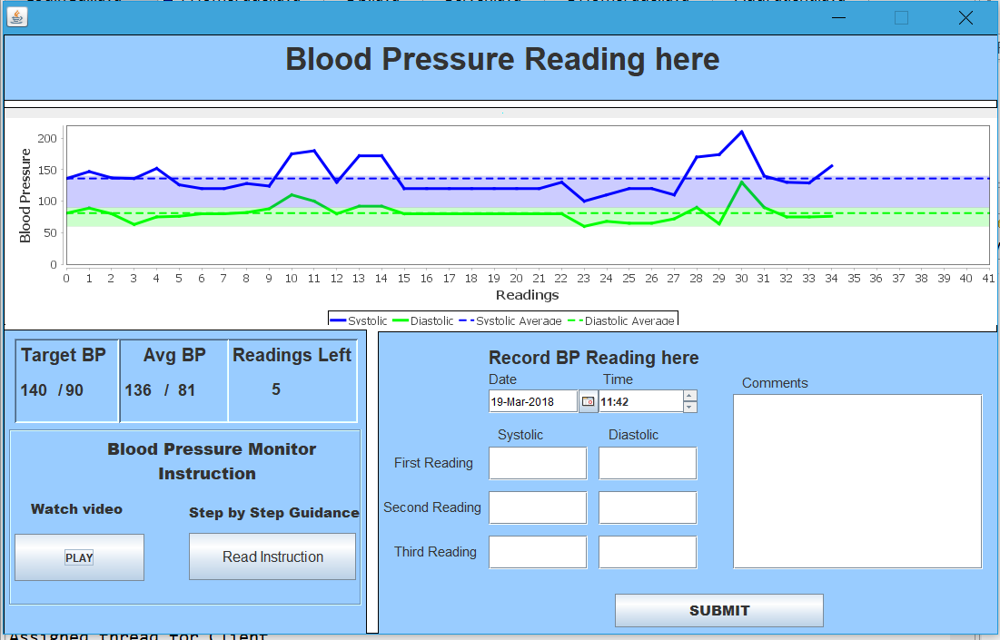 Blood Pressure Reading here
Blood Pressure
200
150
100
50
0
0 1 2 3 4 5 6 7 8 9 10 11 12 13 14 15 16 17 18 19 20 21 22 23 24 25 26 27 28 29 30 31 32 33 34 35 36 37 38 39 40 41
Readings
Systolic Diastolic Systolic Average Diastolic Average
Target BP Avg BP Readings Left
140 / 90 136 / 81 5
Blood Pressure Monitor
Instruction
Watch video Step by Step Guidance
PLAY Read Instruction
Record BP Reading here
Date Time Comments
19-Mar-2018 11:42
Systolic Diastolic
First Reading
Second Reading
Third Reading
SUBMIT
Assigned thread for Client